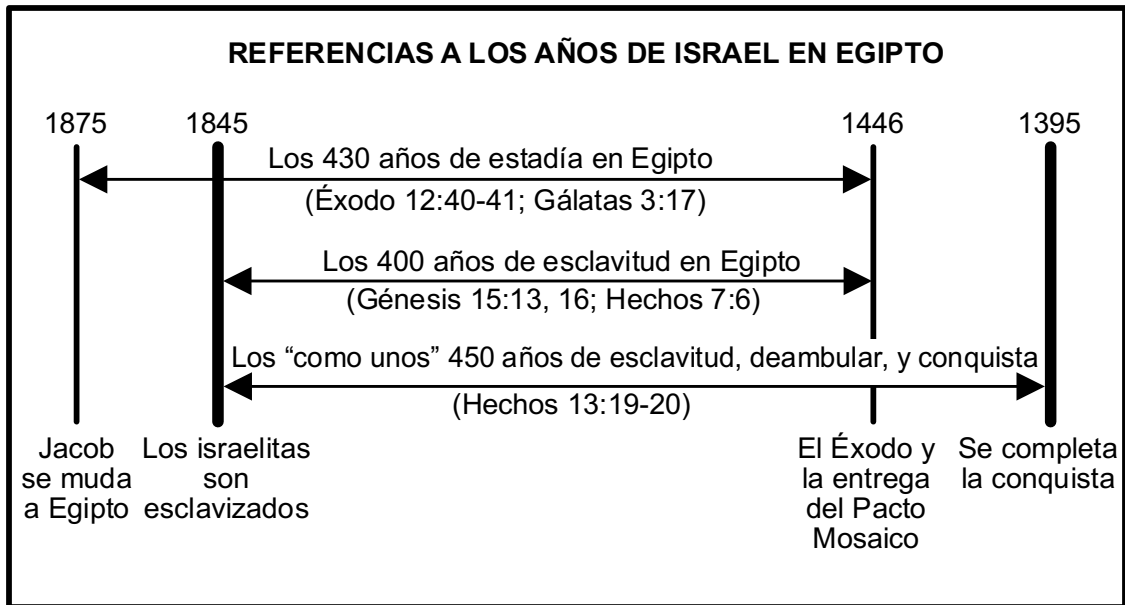 REFERENCIAS A LOS AÑOS DE ISRAEL EN EGIPTO
1875 1845 1446 1395
Los 430 años de estadía en Egipto
(Éxodo 12:40-41; Gálatas 3:17)
Los 400 años de esclavitud en Egipto
(Génesis 15:13, 16; Hechos 7:6)
Los “como unos” 450 años de esclavitud, deambular, y conquista
(Hechos 13:19-20)
Jacob
se muda
a Egipto
Los israelitas
son
esclavizados
El Éxodo y
la entrega
del Pacto
Mosaico
Se completa
la conquista